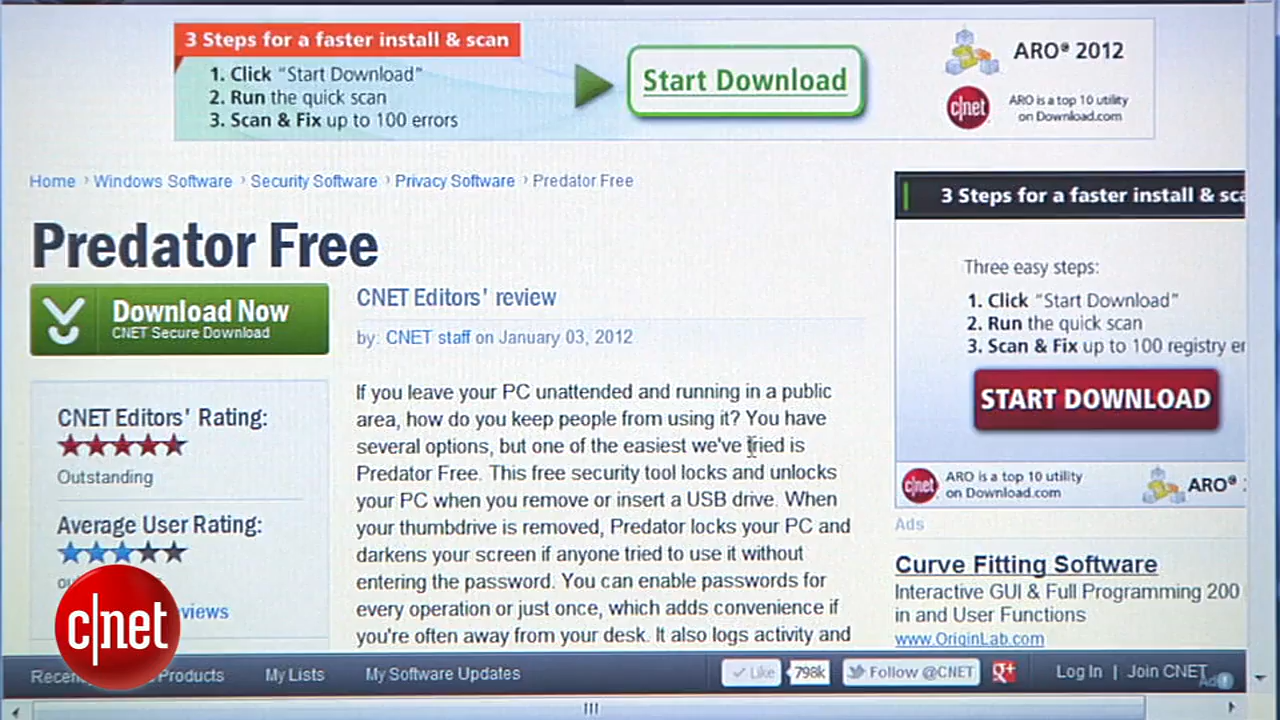 3 Steps for a faster install & scan
1. Click "Start Download"
2. Run the quick scan
3. Scan & Fix up to 100 errors
Start Download
ARO® 2012
c|net
ARO is a top 10 utility
on Download.com
Home › Windows Software › Security Software › Privacy Software › Predator Free
Predator Free
Download Now
CNET Secure Download
CNET Editors' Rating:
Outstanding
Average User Rating:
CNET Editors' review
by: CNET staff on January 03, 2012
If you leave your PC unattended and running in a public
area, how do you keep people from using it? You have
several options, but one of the easiest we've tried is
Predator Free. This free security tool locks and unlocks
your PC when you remove or insert a USB drive. When
your thumbdrive is removed, Predator locks your PC and
darkens your screen if anyone tried to use it without
entering the password. You can enable passwords for
every operation or just once, which adds convenience if
you're often away from your desk. It also logs activity and
3 Steps for a faster install &
Three easy steps:
1. Click "Start Download"
2. Run the quick scan
3. Scan & Fix up to 100 registry
START DOWNLOAD
c|net
ARO is a top 10 utility
on Download.com
ARO®
Ads
Curve Fitting Software
Interactive GUI & Full Programming 200
in and User Functions
www.OriginLab.com
c|net
Products
My Lists
My Software Updates
Like
798k
Follow @CNET
g+
Log In | Join CNET
Ad